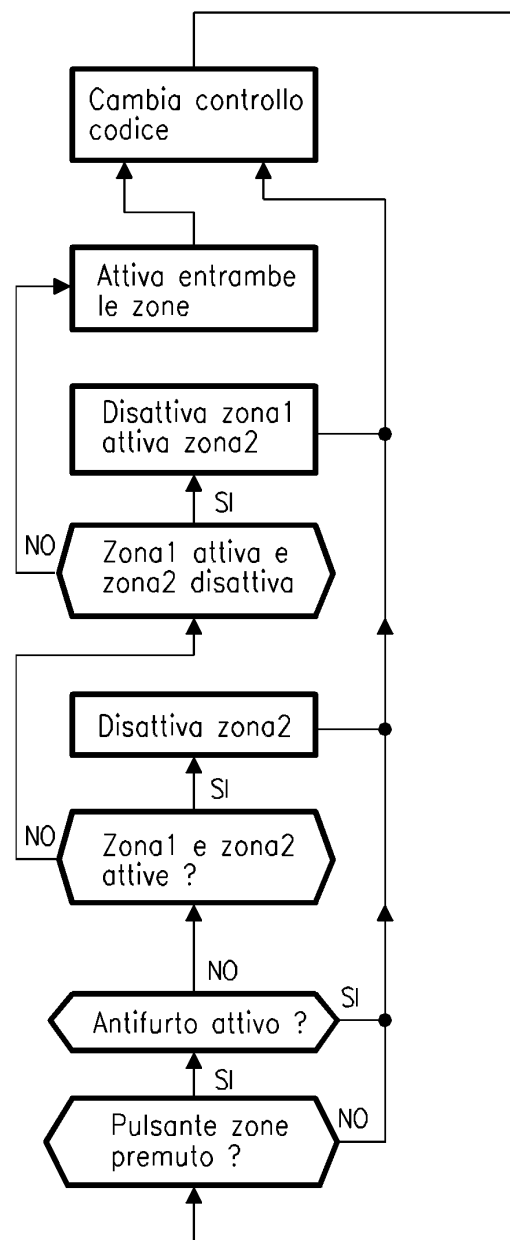 Cambia controllo
codice
Attiva entrambe
le zone
Disattiva zona1
attiva zona2
SI
NO
Zona1 attiva e
zona2 disattiva
Disattiva zona2
SI
NO
Zona1 e zona2
attive ?
NO
Antifurto attivo ?
SI
SI
Pulsante zone
premuto ?
NO